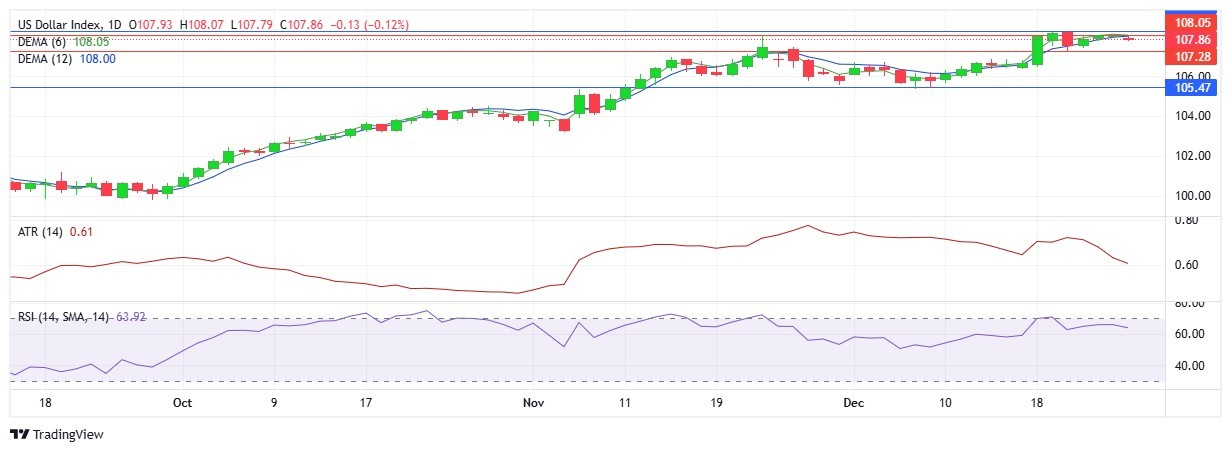 US Dollar Index, 1D O107.93 H108.07 L107.79 C107.86 −0.13 (−0.12%)
DEMA (6) 108.05
DEMA (12) 108.00
108.05
107.86
107.28
106.00
105.47
104.00
102.00
100.00
ATR (14) 0.61
0.80
0.60
RSI (14, SMA, 14) 63.92
80.00
60.00
40.00
18 Oct 9 17 Nov 11 19 Dec 10 18
TradingView